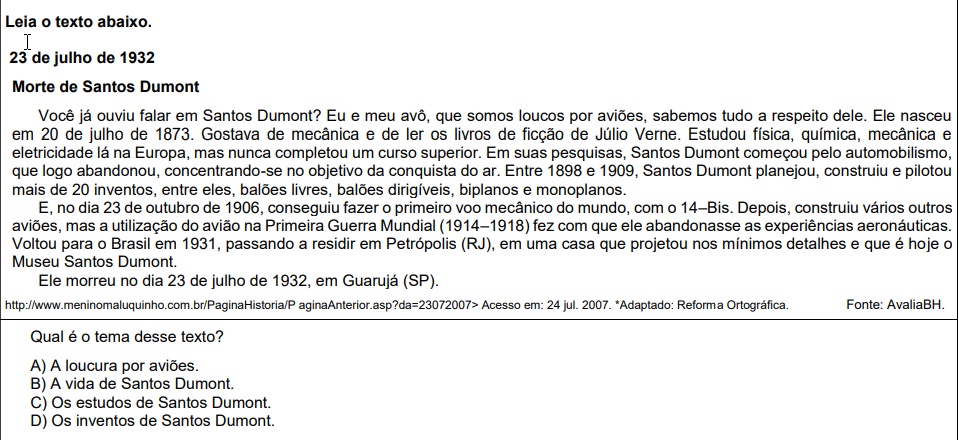 Leia o texto abaixo.
23 de julho de 1932
Morte de Santos Dumont
Você já ouviu falar em Santos Dumont? Eu e meu avô, que somos loucos por aviões, sabemos tudo a respeito dele. Ele nasceu
em 20 de julho de 1873. Gostava de mecânica e de ler os livros de ficção de Júlio Verne. Estudou física, química, mecânica e
eletricidade lá na Europa, mas nunca completou um curso superior. Em suas pesquisas, Santos Dumont começou pelo automobilismo,
que logo abandonou, concentrando-se no objetivo da conquista do ar. Entre 1898 e 1909, Santos Dumont planejou, construiu e pilotou
mais de 20 inventos, entre eles, balões livres, balões dirigíveis, biplanos e monoplanos.
E, no dia 23 de outubro de 1906, conseguiu fazer o primeiro voo mecânico do mundo, com o 14–Bis. Depois, construiu vários outros
aviões, mas a utilização do avião na Primeira Guerra Mundial (1914–1918) fez com que ele abandonasse as experiências aeronáuticas.
Voltou para o Brasil em 1931, passando a residir em Petrópolis (RJ), em uma casa que projetou nos mínimos detalhes e que é hoje o
Museu Santos Dumont.
Ele morreu no dia 23 de julho de 1932, em Guarujá (SP).
http://www.meninomaluquinho.com.br/PaginaHistoria/P aginaAnterior.asp?da=23072007> Acesso em: 24 jul. 2007. *Adaptado: Reforma Ortográfica. Fonte: AvaliaBH.
Qual é o tema desse texto?
A) A loucura por aviões.
B) A vida de Santos Dumont.
C) Os estudos de Santos Dumont.
D) Os inventos de Santos Dumont.